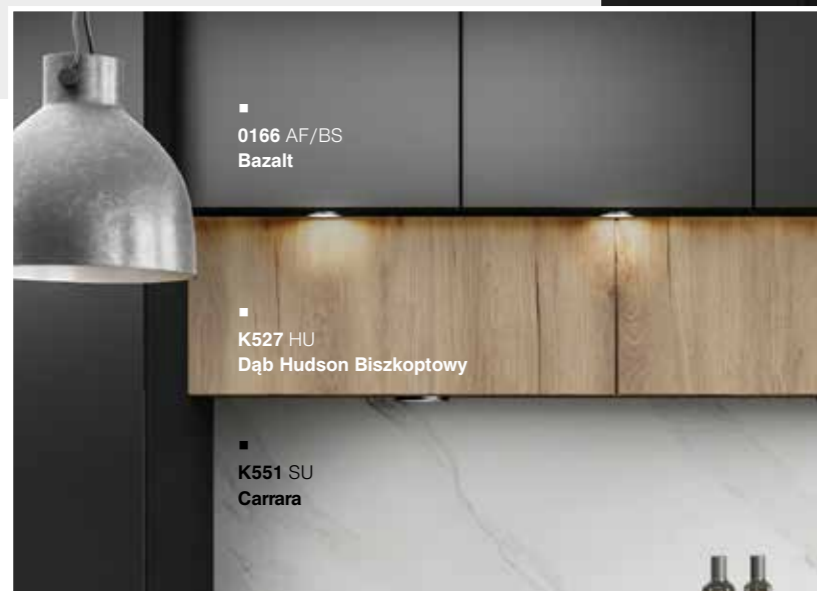 0166 AF/BS
Bazalt
K527 HU
Dąb Hudson Biszkoptowy
K551 SU
Carrara